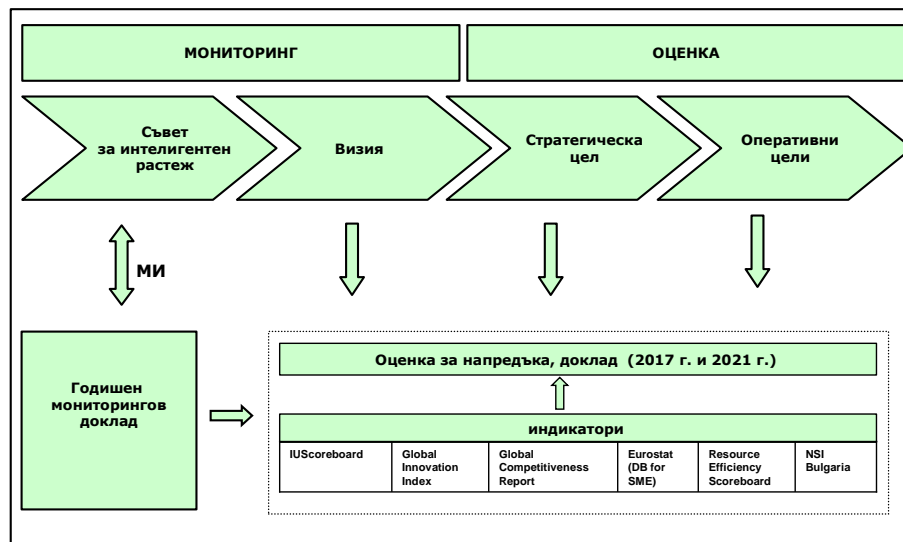 МОНИТОРИНГ
ОЦЕНКА
Съвет
за интелигентен
растеж
Визия
Стратегическа
цел
Оперативни
цели
МИ
Годишен
мониторингов
доклад
Оценка за напредъка, доклад (2017 г. и 2021 г.)
индикатори
IUScoreboard
Global
Innovation
Index
Global
Competitiveness
Report
Eurostat
(DB for
SME)
Resource
Efficiency
Scoreboard
NSI
Bulgaria